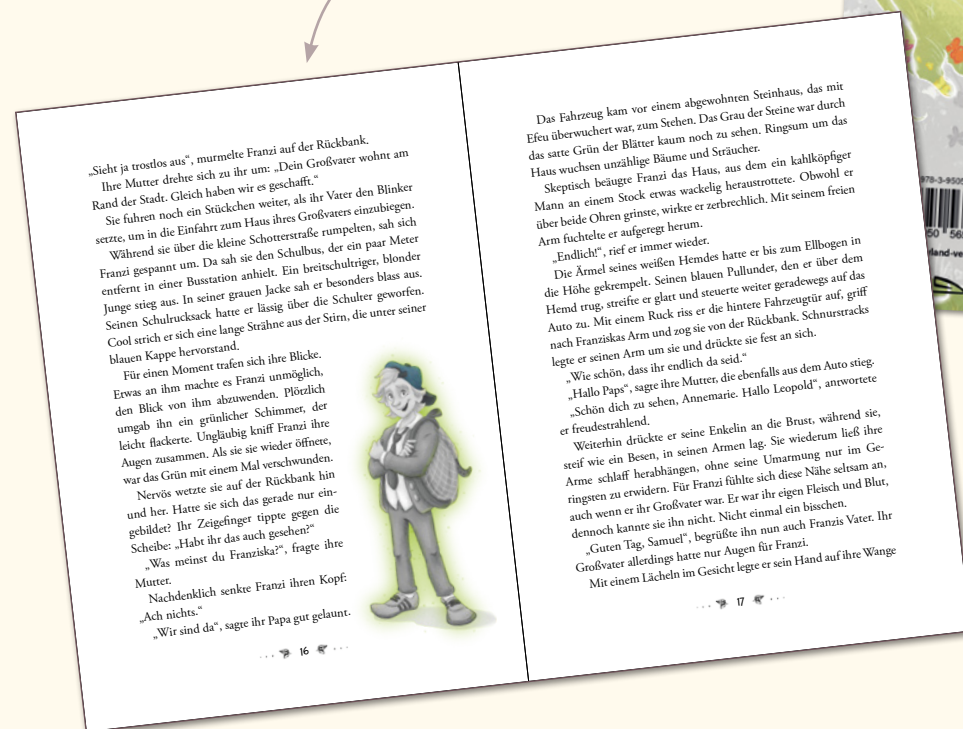 „Sieht ja trostlos aus“, murmelte Franzi auf der Rückbank.
Ihre Mutter drehte sich zu ihr um: „Dein Großvater wohnt am
Rand der Stadt. Gleich haben wir es geschafft.“
Sie fuhren noch ein Stückchen weiter, als ihr Vater den Blinker
setzte, um in die Einfahrt zum Haus ihres Großvaters einzubiegen.
Während sie über die kleine Schotterstraße rumpelten, sah sich
Franzi gespannt um. Da sah sie den Schulbus, der ein paar Meter
entfernt in einer Busstation anhielt. Ein breitschultriger, blonder
Junge stieg aus. In seiner grauen Jacke sah er besonders blass aus.
Seinen Schulrucksack hatte er lässig über die Schulter geworfen.
Cool strich er sich eine lange Strähne aus der Stirn, die unter seiner
blauen Kappe hervorstand.
Für einen Moment trafen sich ihre Blicke.
Etwas an ihm machte es Franzi unmöglich,
den Blick von ihm abzuwenden. Plötzlich
umgab ihn ein grünlicher Schimmer, der
leicht flackerte. Ungläubig kniff Franzi ihre
Augen zusammen. Als sie sie wieder öffnete,
war das Grün mit einem Mal verschwunden.
Nervös wetzte sie auf der Rückbank hin
und her. Hatte sie sich das gerade nur ein-
gebildet? Ihr Zeigefinger tippte gegen die
Scheibe: „Habt ihr das auch gesehen?“
„Was meinst du Franziska?“, fragte ihre
Mutter.
Nachdenklich senkte Franzi ihren Kopf:
„Ach nichts.“
„Wir sind da“, sagte ihr Papa gut gelaunt.
16
Das Fahrzeug kam vor einem abgewohnten Steinhaus, das mit
Efeu überwuchert war, zum Stehen. Das Grau der Steine war durch
das satte Grün der Blätter kaum noch zu sehen. Ringsum um das
Haus wuchsen unzählige Bäume und Sträucher.
Skeptisch beäugte Franzi das Haus, aus dem ein kahlköpfiger
Mann an einem Stock etwas wackelig heraustrottete. Obwohl er
über beide Ohren grinste, wirkte er zerbrechlich. Mit seinem freien
Arm fuchtelte er aufgeregt herum.
„Endlich!“, rief er immer wieder.
Die Ärmel seines weißen Hemdes hatte er bis zum Ellbogen in
die Höhe gekrempelt. Seinen blauen Pullunder, den er über dem
Hemd trug, streifte er glatt und steuerte weiter geradewegs auf das
Auto zu. Mit einem Ruck riss er die hintere Fahrzeugtür auf, griff
nach Franziskas Arm und zog sie von der Rückbank. Schnurstracks
legte er seinen Arm um sie und drückte sie fest an sich.
„Wie schön, dass ihr endlich da seid.“
„Hallo Paps“, sagte ihre Mutter, die ebenfalls aus dem Auto stieg.
„Schön dich zu sehen, Annemarie. Hallo Leopold“, antwortete
er freudestrahlend.
Weiterhin drückte er seine Enkelin an die Brust, während sie,
steif wie ein Besen, in seinen Armen lag. Sie wiederum ließ ihre
Arme schlaff herabhängen, ohne seine Umarmung nur im Ge-
ringsten zu erwidern. Für Franzi fühlte sich diese Nähe seltsam an,
auch wenn er ihr Großvater war. Er war ihr eigen Fleisch und Blut,
dennoch kannte sie ihn nicht. Nicht einmal ein bisschen.
„Guten Tag, Samuel“, begrüßte ihn nun auch Franzis Vater. Ihr
Großvater allerdings hatte nur Augen für Franzi.
Mit einem Lächeln im Gesicht legte er sein Hand auf ihre Wange
17